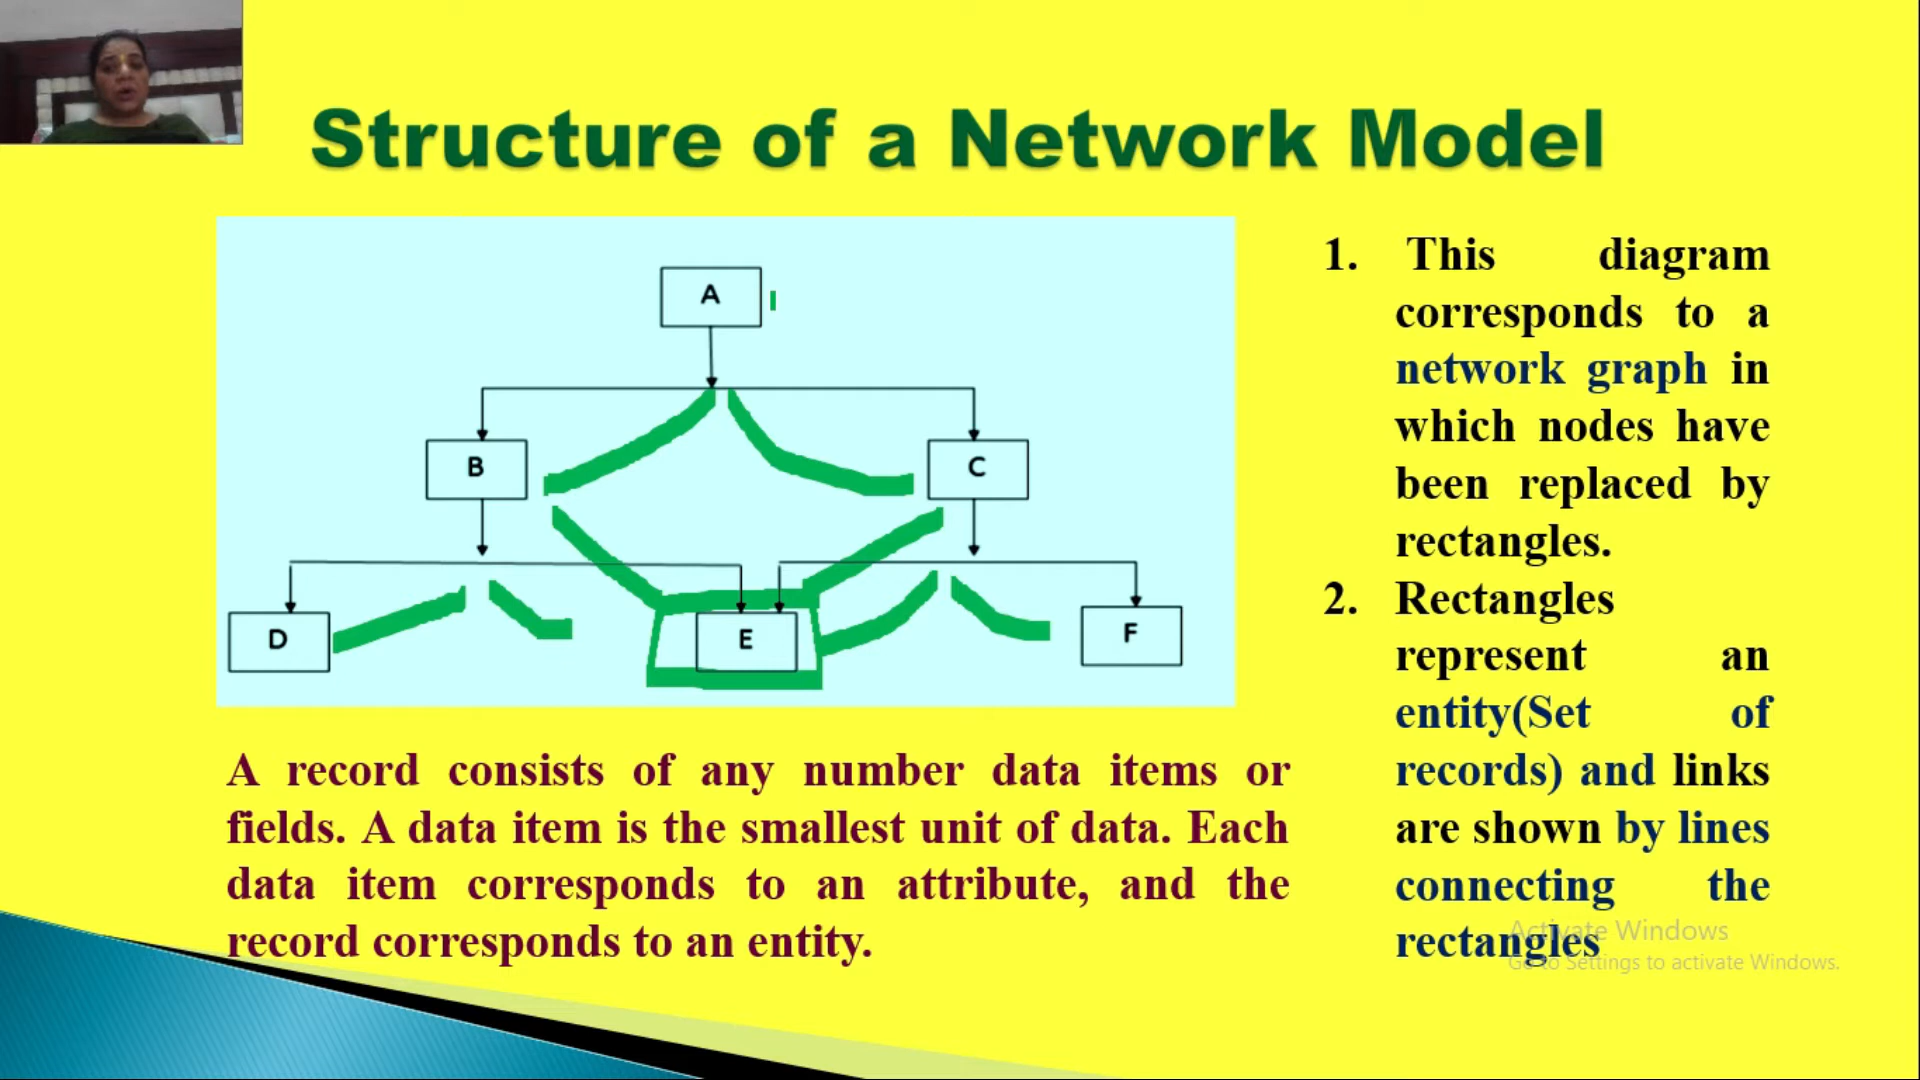 Structure of a Network Model
A
B
C
D
E
F
1. This diagram
corresponds to a
network graph in
which nodes have
been replaced by
rectangles.
2. Rectangles
represent an
entity(Set of
records) and links
are shown by lines
connecting the
rectangles
A record consists of any number data items or
fields. A data item is the smallest unit of data. Each
data item corresponds to an attribute, and the
record corresponds to an entity.
Activate Windows
Go to Settings to activate Windows.